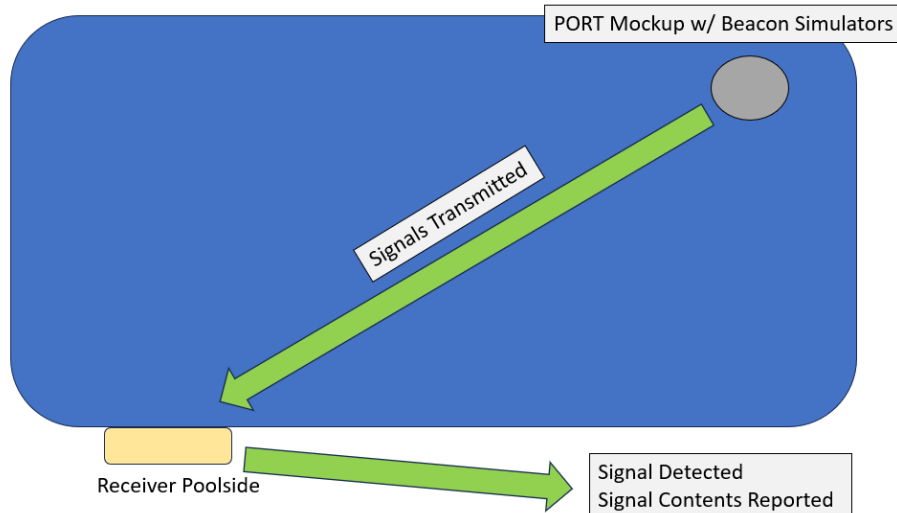 PORT Mockup w/ Beacon Simulators
Signals Transmitted
Receiver Poolside
Signal Detected
Signal Contents Reported